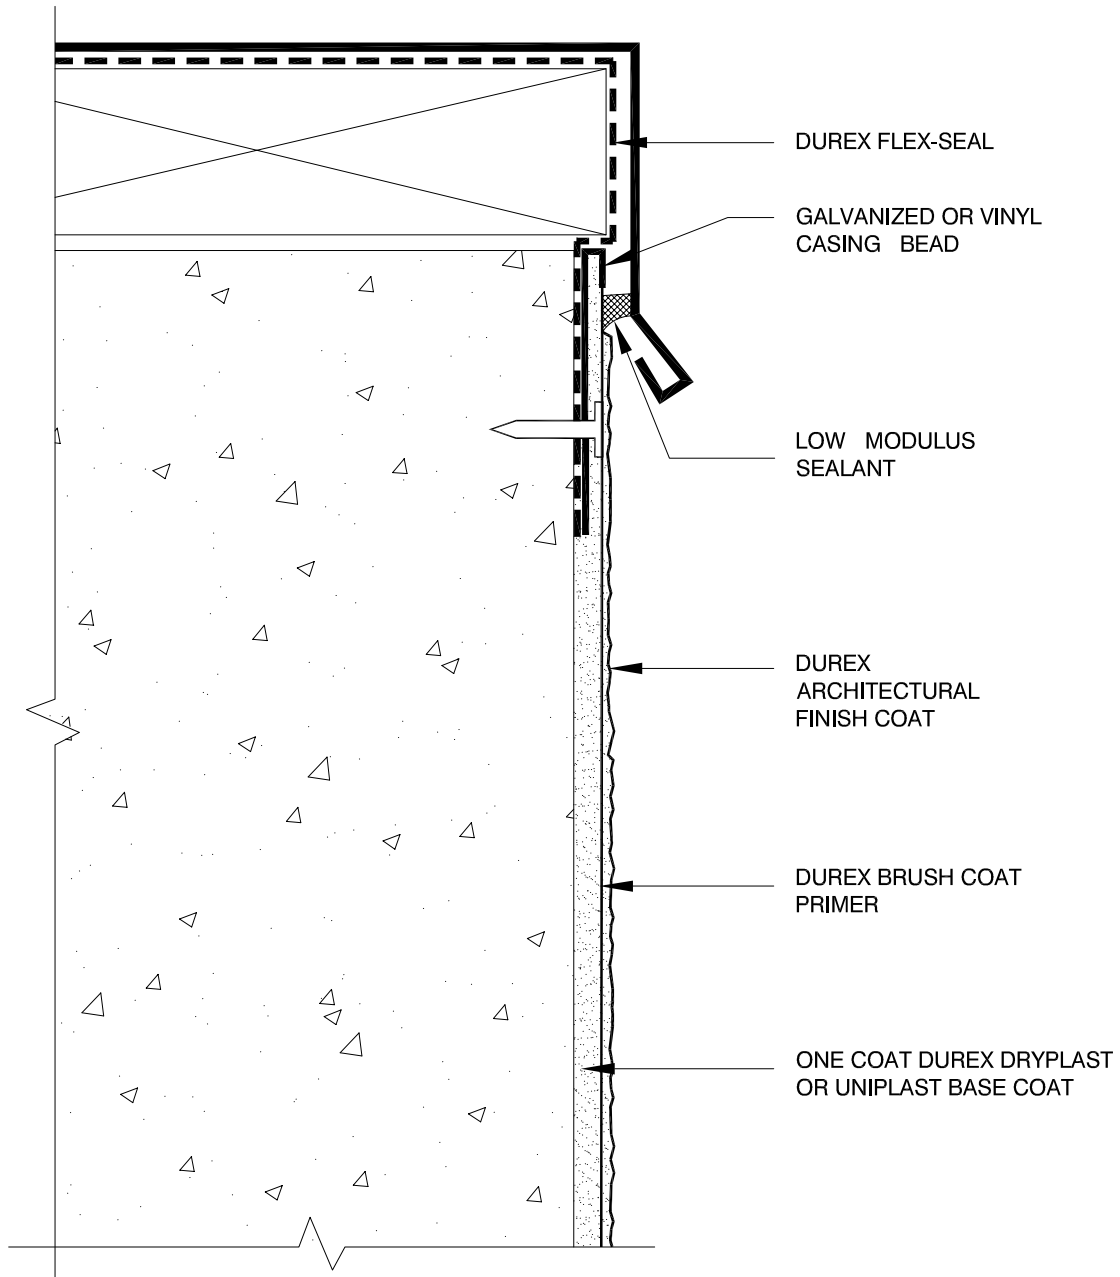 DUREX FLEX-SEAL
GALVANIZED OR VINYL
CASING BEAD
LOW MODULUS
SEALANT
DUREX
ARCHITECTURAL
FINISH COAT
DUREX BRUSH COAT
PRIMER
ONE COAT DUREX DRYPLAST
OR UNIPLAST BASE COAT